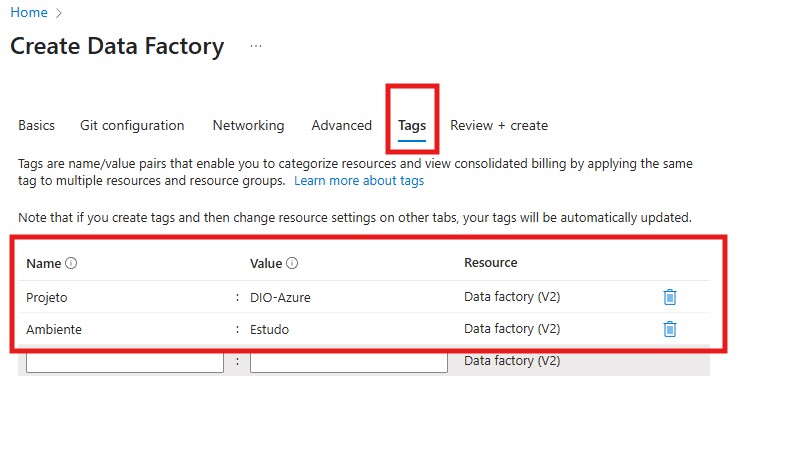 Home >
Create Data Factory ...
Basics Git configuration Networking Advanced Tags Review + create
Tags are name/value pairs that enable you to categorize resources and view consolidated billing by applying the same
tag to multiple resources and resource groups. Learn more about tags
Note that if you create tags and then change resource settings on other tabs, your tags will be automatically updated.
Name Value Resource
Projeto : DIO-Azure Data factory (V2)
Ambiente : Estudo Data factory (V2)
: Data factory (V2)